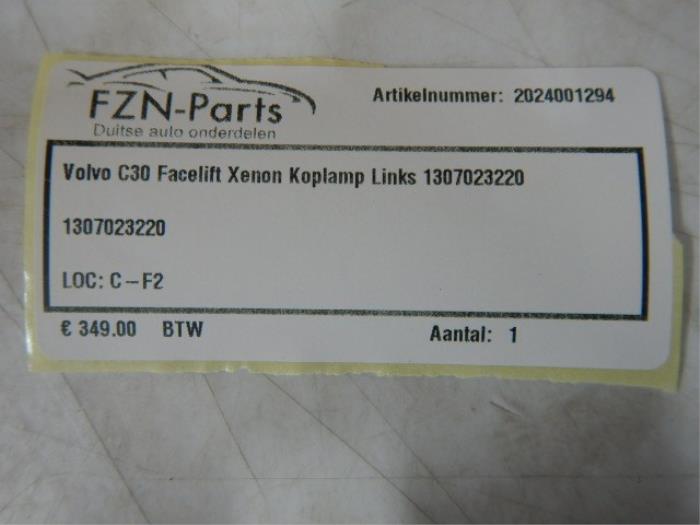 FZN-Parts
Duitse auto onderdelen
Artikelnummer: 2024001294
Volvo C30 Facelift Xenon Koplamp Links 1307023220
1307023220
LOC: C-F2
€ 349.00 BTW
Aantal: 1